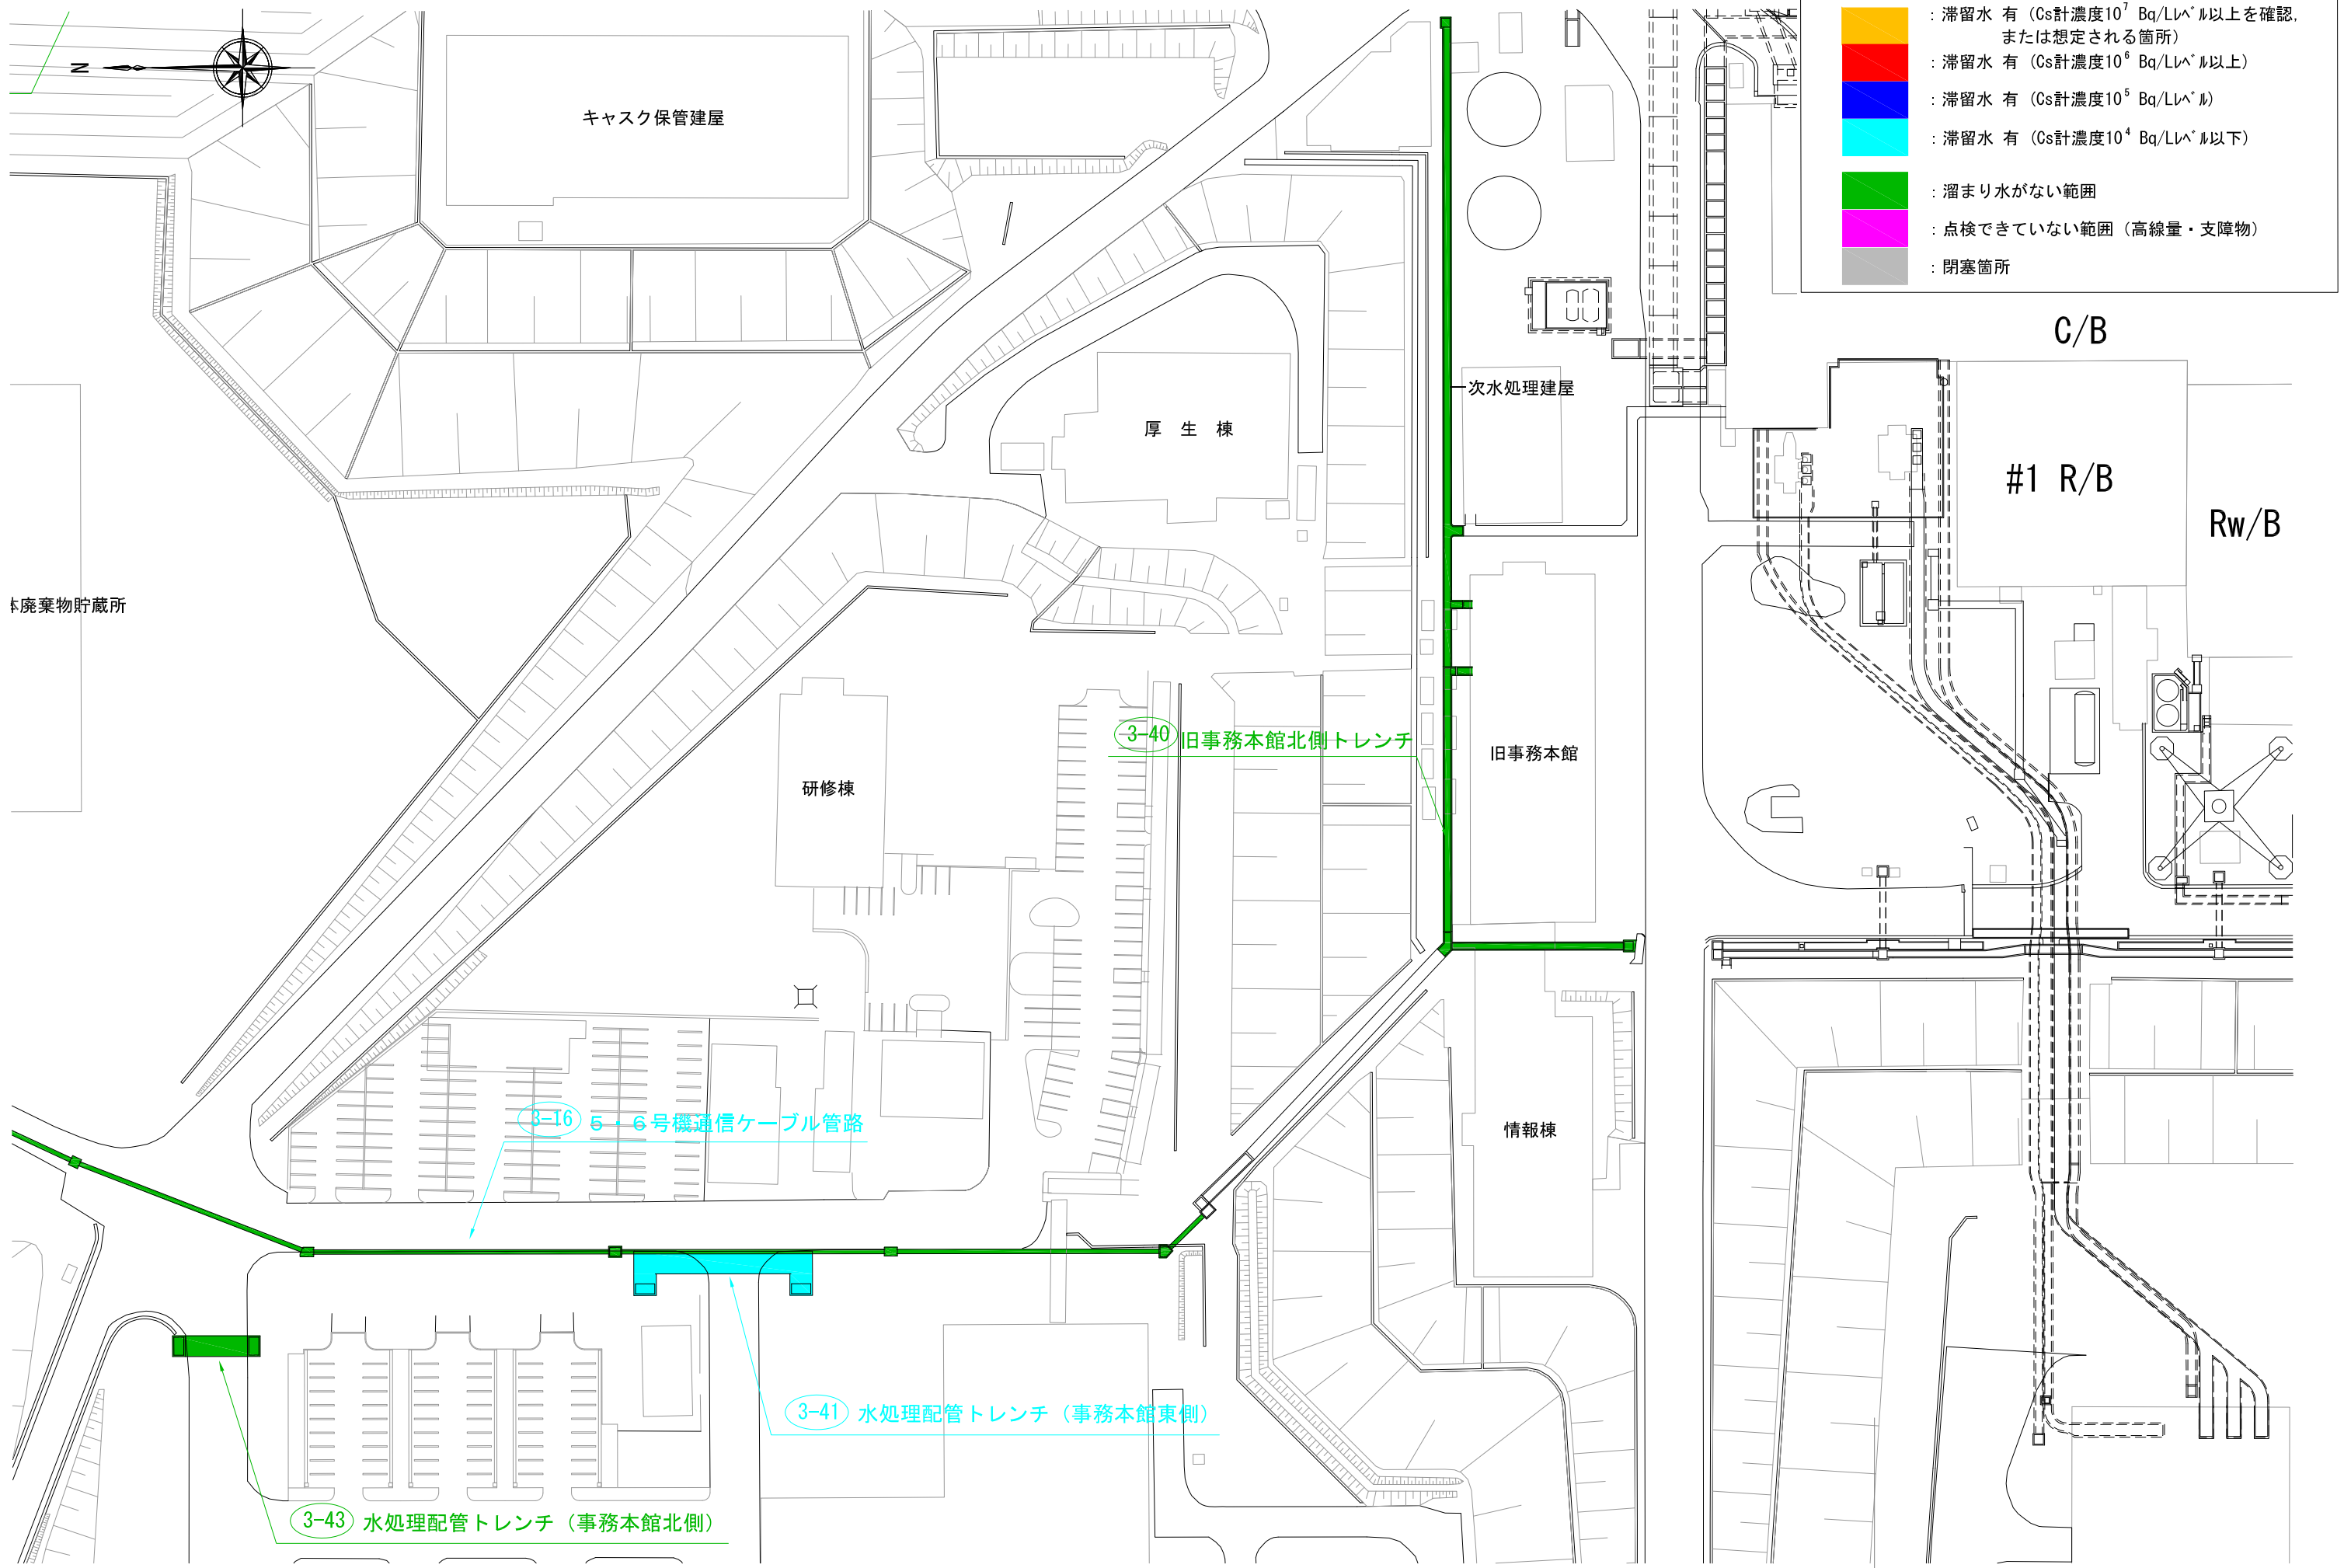 : 滞留水 有 (Cs計濃度10⁷ Bq/Lﾚﾍﾞﾙ以上を確認,
または想定される箇所)
: 滞留水 有 (Cs計濃度10⁶ Bq/Lﾚﾍﾞﾙ以上)
: 滞留水 有 (Cs計濃度10⁵ Bq/Lﾚﾍﾞﾙ)
: 滞留水 有 (Cs計濃度10⁴ Bq/Lﾚﾍﾞﾙ以下)
: 溜まり水がない範囲
: 点検できていない範囲(高線量・支障物)
: 閉塞箇所
N
キャスク保管建屋
C/B
次水処理建屋
厚 生 棟
#1 R/B
Rw/B
廃棄物貯蔵所
3-40 旧事務本館北側トレンチ
旧事務本館
研修棟
3-16 5・6号機通信ケーブル管路
情報棟
3-41 水処理配管トレンチ(事務本館東側)
3-43 水処理配管トレンチ(事務本館北側)